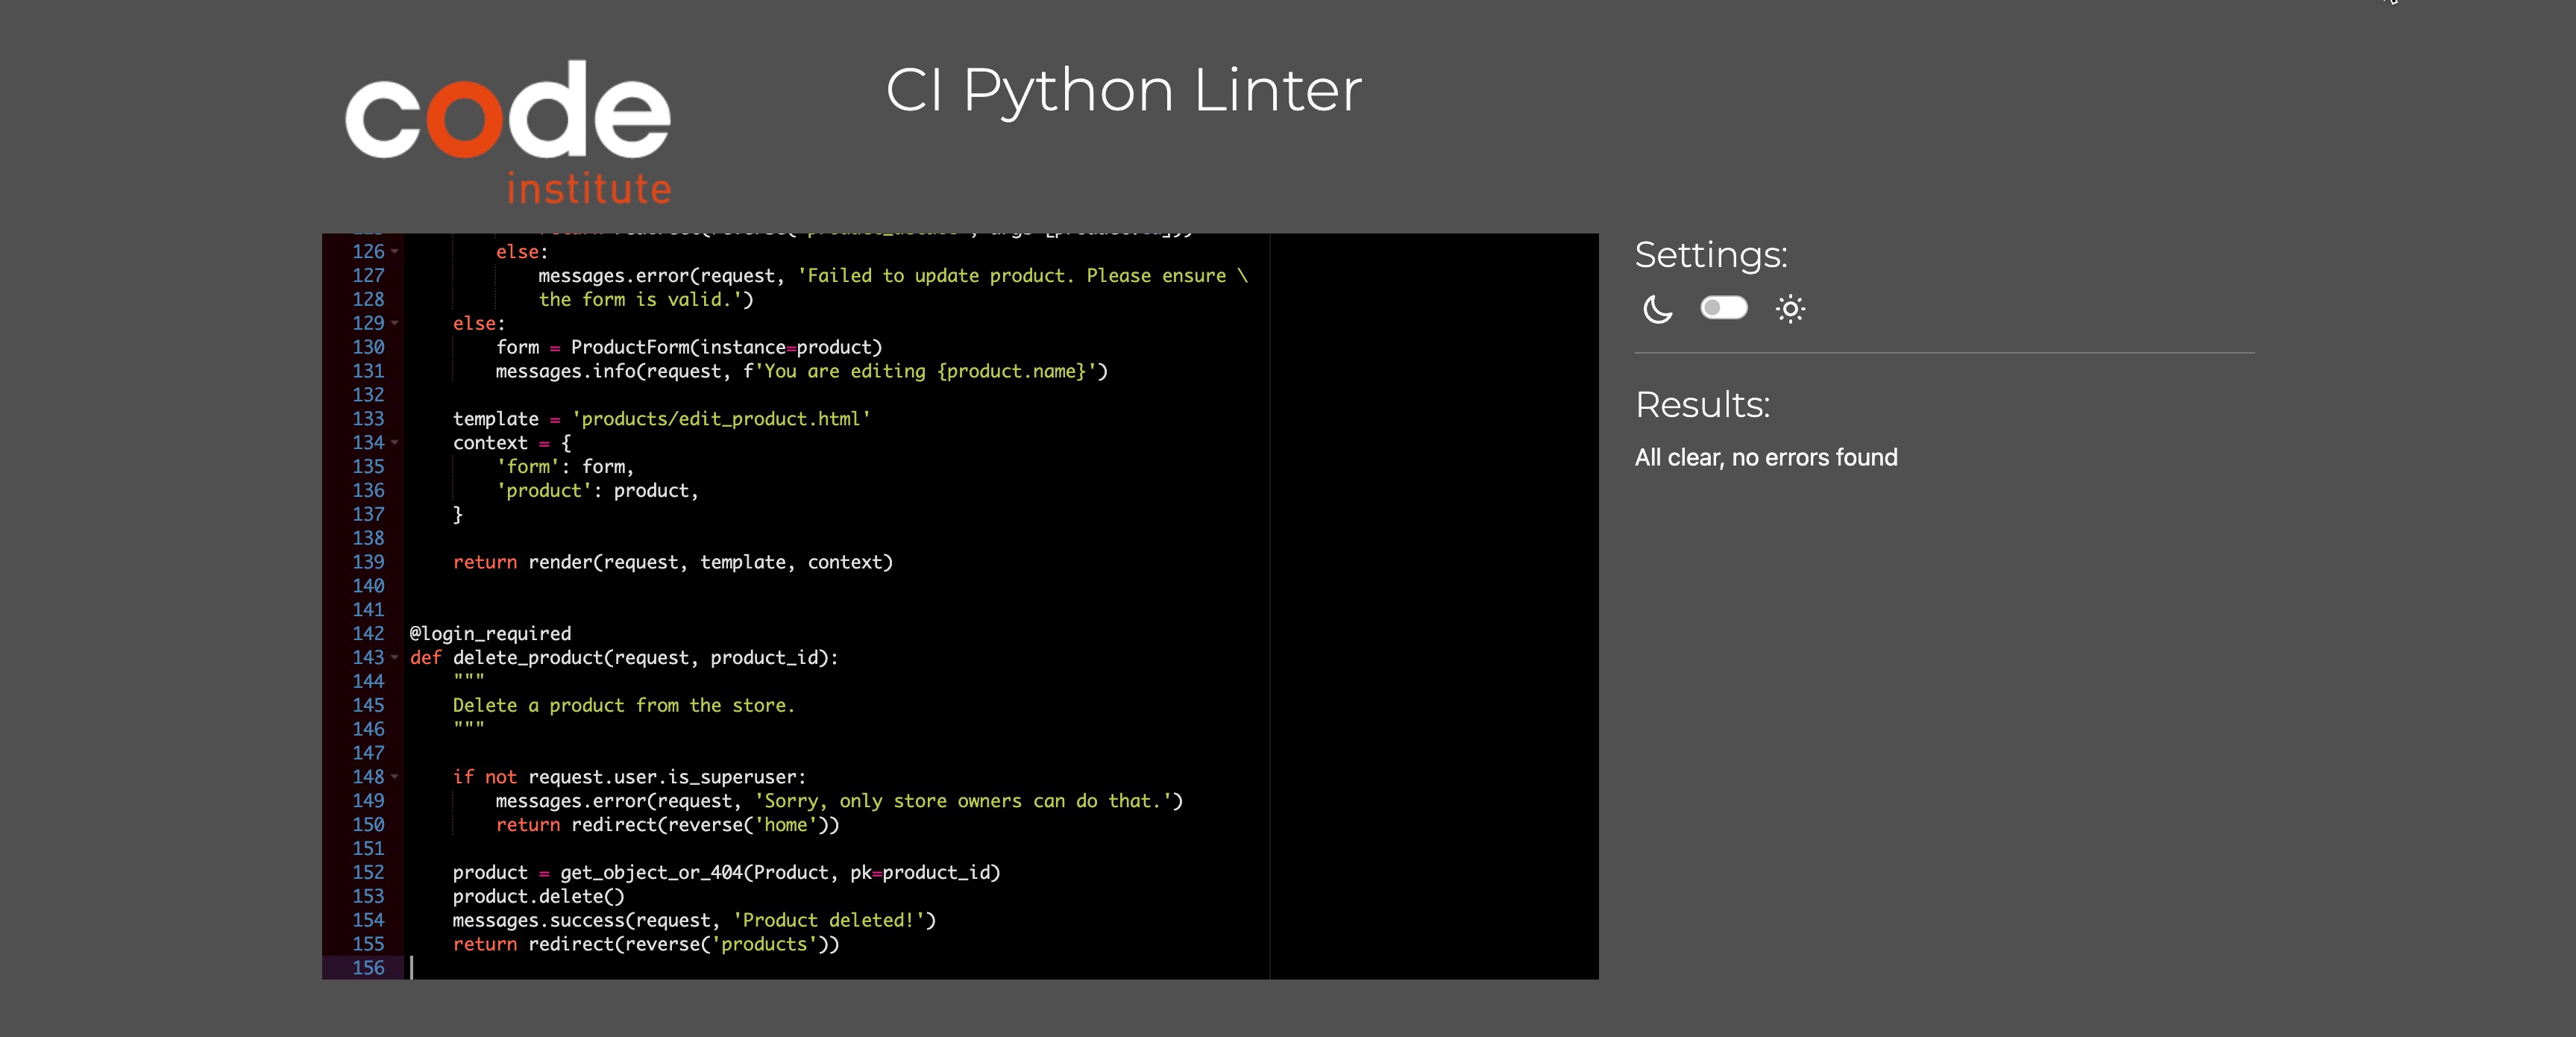 code
institute
CI Python Linter
126 else:
127 messages.error(request, 'Failed to update product. Please ensure \
128 the form is valid.')
129 else:
130 form = ProductForm(instance=product)
131 messages.info(request, f'You are editing {product.name}')
132
133 template = 'products/edit_product.html'
134 context = {
135 'form': form,
136 'product': product,
137 }
138
139 return render(request, template, context)
140
141
142 @login_required
143 def delete_product(request, product_id):
144 """
145 Delete a product from the store.
146 """
147
148 if not request.user.is_superuser:
149 messages.error(request, 'Sorry, only store owners can do that.')
150 return redirect(reverse('home'))
151
152 product = get_object_or_404(Product, pk=product_id)
153 product.delete()
154 messages.success(request, 'Product deleted!')
155 return redirect(reverse('products'))
156
Settings:
Results:
All clear, no errors found